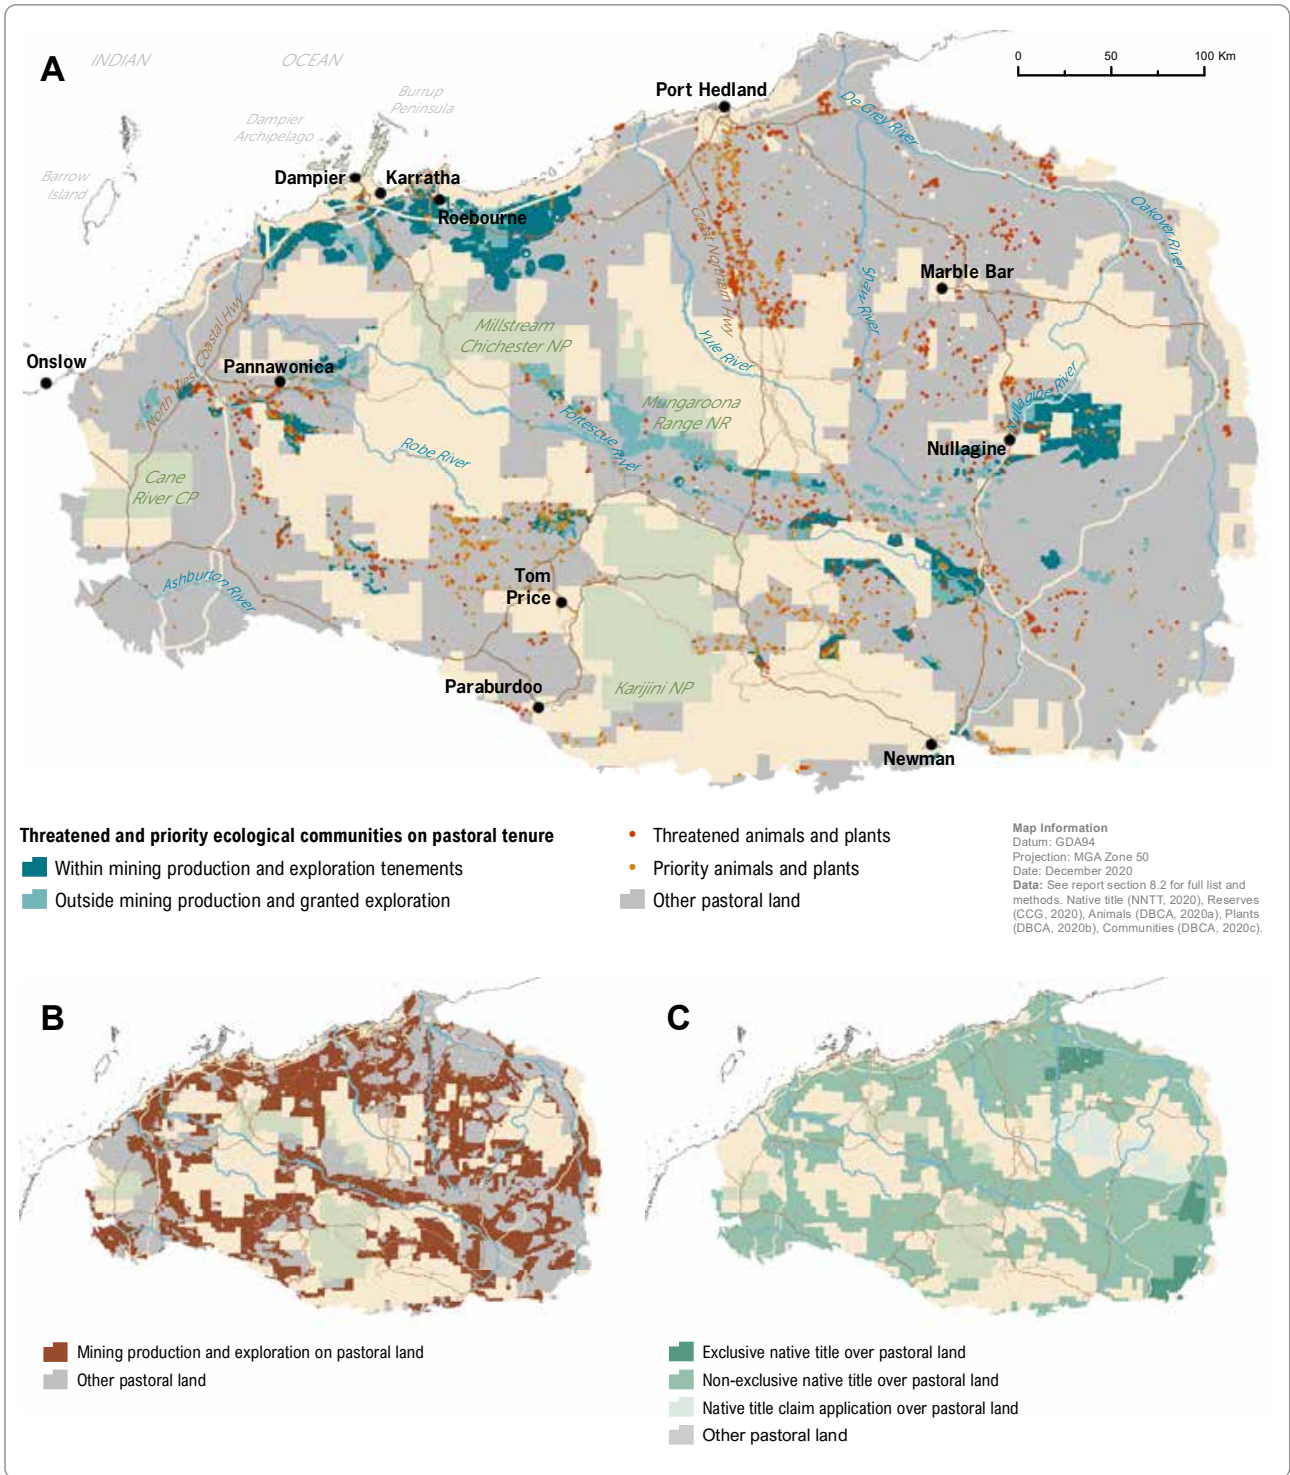 A
INDIAN OCEAN
Burrup
Peninsula
Dampier
Archipelago
Barrow
Island
0 50 100 Km
Port Hedland
De Grey River
Dampier
Karratha
Roebourne
Oakover River
Great Northern Hwy
Shaw River
Marble Bar
North West Coastal Hwy
Millstream
Chichester NP
Yule River
Onslow
Pannawonica
Nullagine River
Mungaroona
Range NR
Fortescue River
Robe River
Nullagine
Cane
River CP
Ashburton River
Tom
Price
Paraburdoo
Karijini NP
Newman
Threatened and priority ecological communities on pastoral tenure
Within mining production and exploration tenements
Outside mining production and granted exploration
Threatened animals and plants
Priority animals and plants
Other pastoral land
Map Information
Datum: GDA94
Projection: MGA Zone 50
Date: December 2020
Data: See report section 8.2 for full list and
methods. Native title (NNTT, 2020), Reserves
(CCG, 2020), Animals (DBCA, 2020a), Plants
(DBCA, 2020b), Communities (DBCA, 2020c).
B
Mining production and exploration on pastoral land
Other pastoral land
C
Exclusive native title over pastoral land
Non-exclusive native title over pastoral land
Native title claim application over pastoral land
Other pastoral land